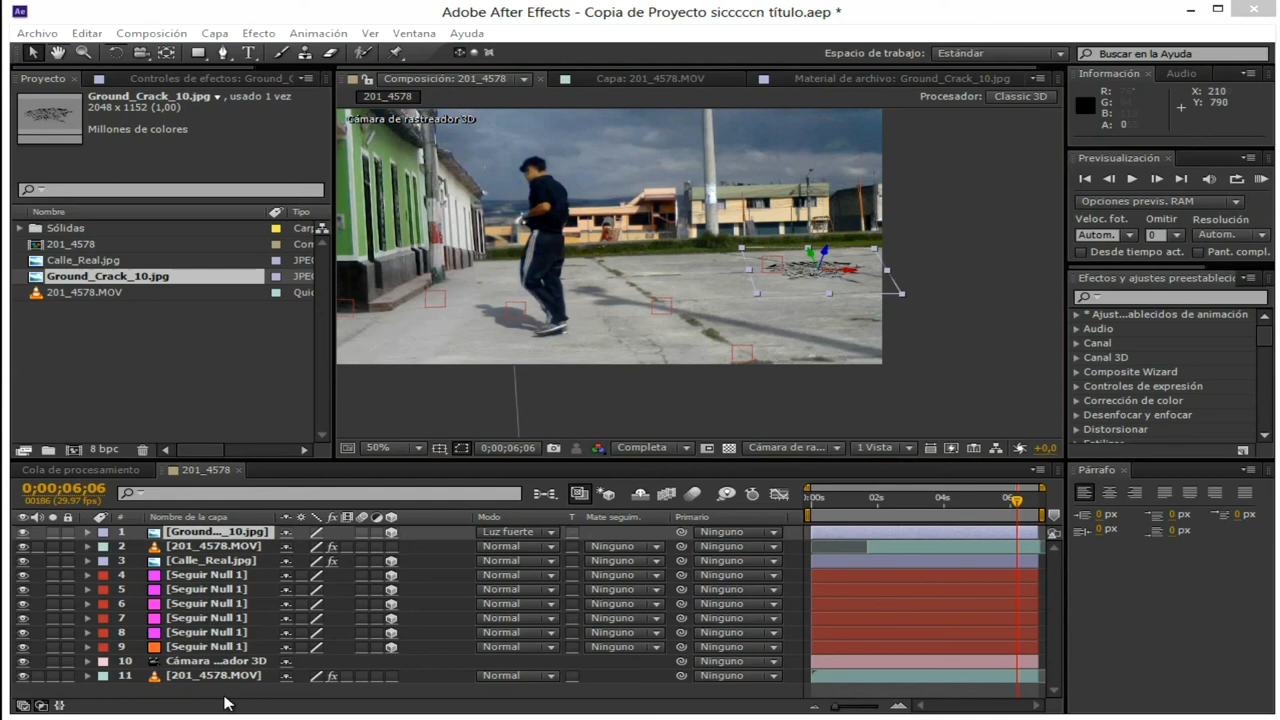 Ae Adobe After Effects - Copia de Proyecto sicccccn título.aep *
Archivo Editar Composición Capa Efecto Animación Ver Ventana Ayuda
Espacio de trabajo: Estándar Buscar en la Ayuda
Proyecto Controles de efectos: Ground_C
Composición: 201_4578 Capa: 201_4578.MOV Material de archivo: Ground_Crack_10.jpg
Información Audio
Ground_Crack_10.jpg, usado 1 vez
2048 x 1152 (1,00)
Millones de colores
201_4578 Procesador: Classic 3D
Cámara de rastreador 3D
R:
G:
B:
A: 0
X: 210
Y: 790
Previsualización
Opciones previs. RAM
Veloc. fot. Omitir Resolución
Autom. 0 Autom.
Desde tiempo act. Pant. compl.
Nombre Tipo
Sólidas Carp
201_4578 Com
Calle_Real.jpg JPEG
Ground_Crack_10.jpg JPEG
201_4578.MOV Quic
Efectos y ajustes preestablecid
* Ajust...ablecidos de animación
Audio
Canal
Canal 3D
Composite Wizard
Controles de expresión
Corrección de color
Desenfocar y enfocar
Distorsionar
8 bpc
50% 0;00;06;06 Completa Cámara de ra... 1 Vista +0,0
Cola de procesamiento 201_4578
Párrafo
0;00;06;06
00186 (29.97 fps)
:00s 02s 04s 06
# Nombre de la capa Modo T Mate seguim. Primario
1 [Ground..._10.jpg] Luz fuerte Ninguno
2 [201_4578.MOV] Normal Ninguno Ninguno
3 [Calle_Real.jpg] Normal Ninguno Ninguno
4 [Seguir Null 1] Normal Ninguno Ninguno
5 [Seguir Null 1] Normal Ninguno Ninguno
6 [Seguir Null 1] Normal Ninguno Ninguno
7 [Seguir Null 1] Normal Ninguno Ninguno
8 [Seguir Null 1] Normal Ninguno Ninguno
9 [Seguir Null 1] Normal Ninguno Ninguno
10 Cámara ...ador 3D Ninguno
11 [201_4578.MOV] Normal Ninguno Ninguno
0 px 0 px 0 px
0 px 0 px